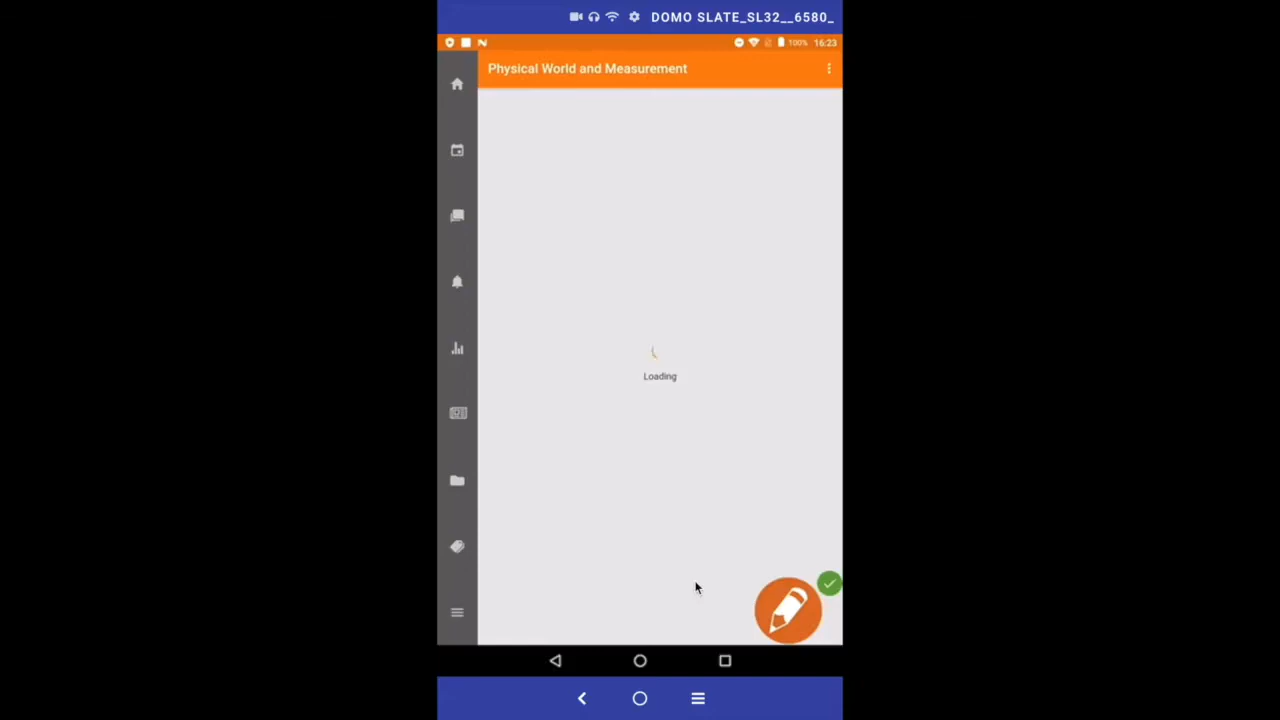 DOMO SLATE_SL32__6580_
100% 16:23
Physical World and Measurement
Loading